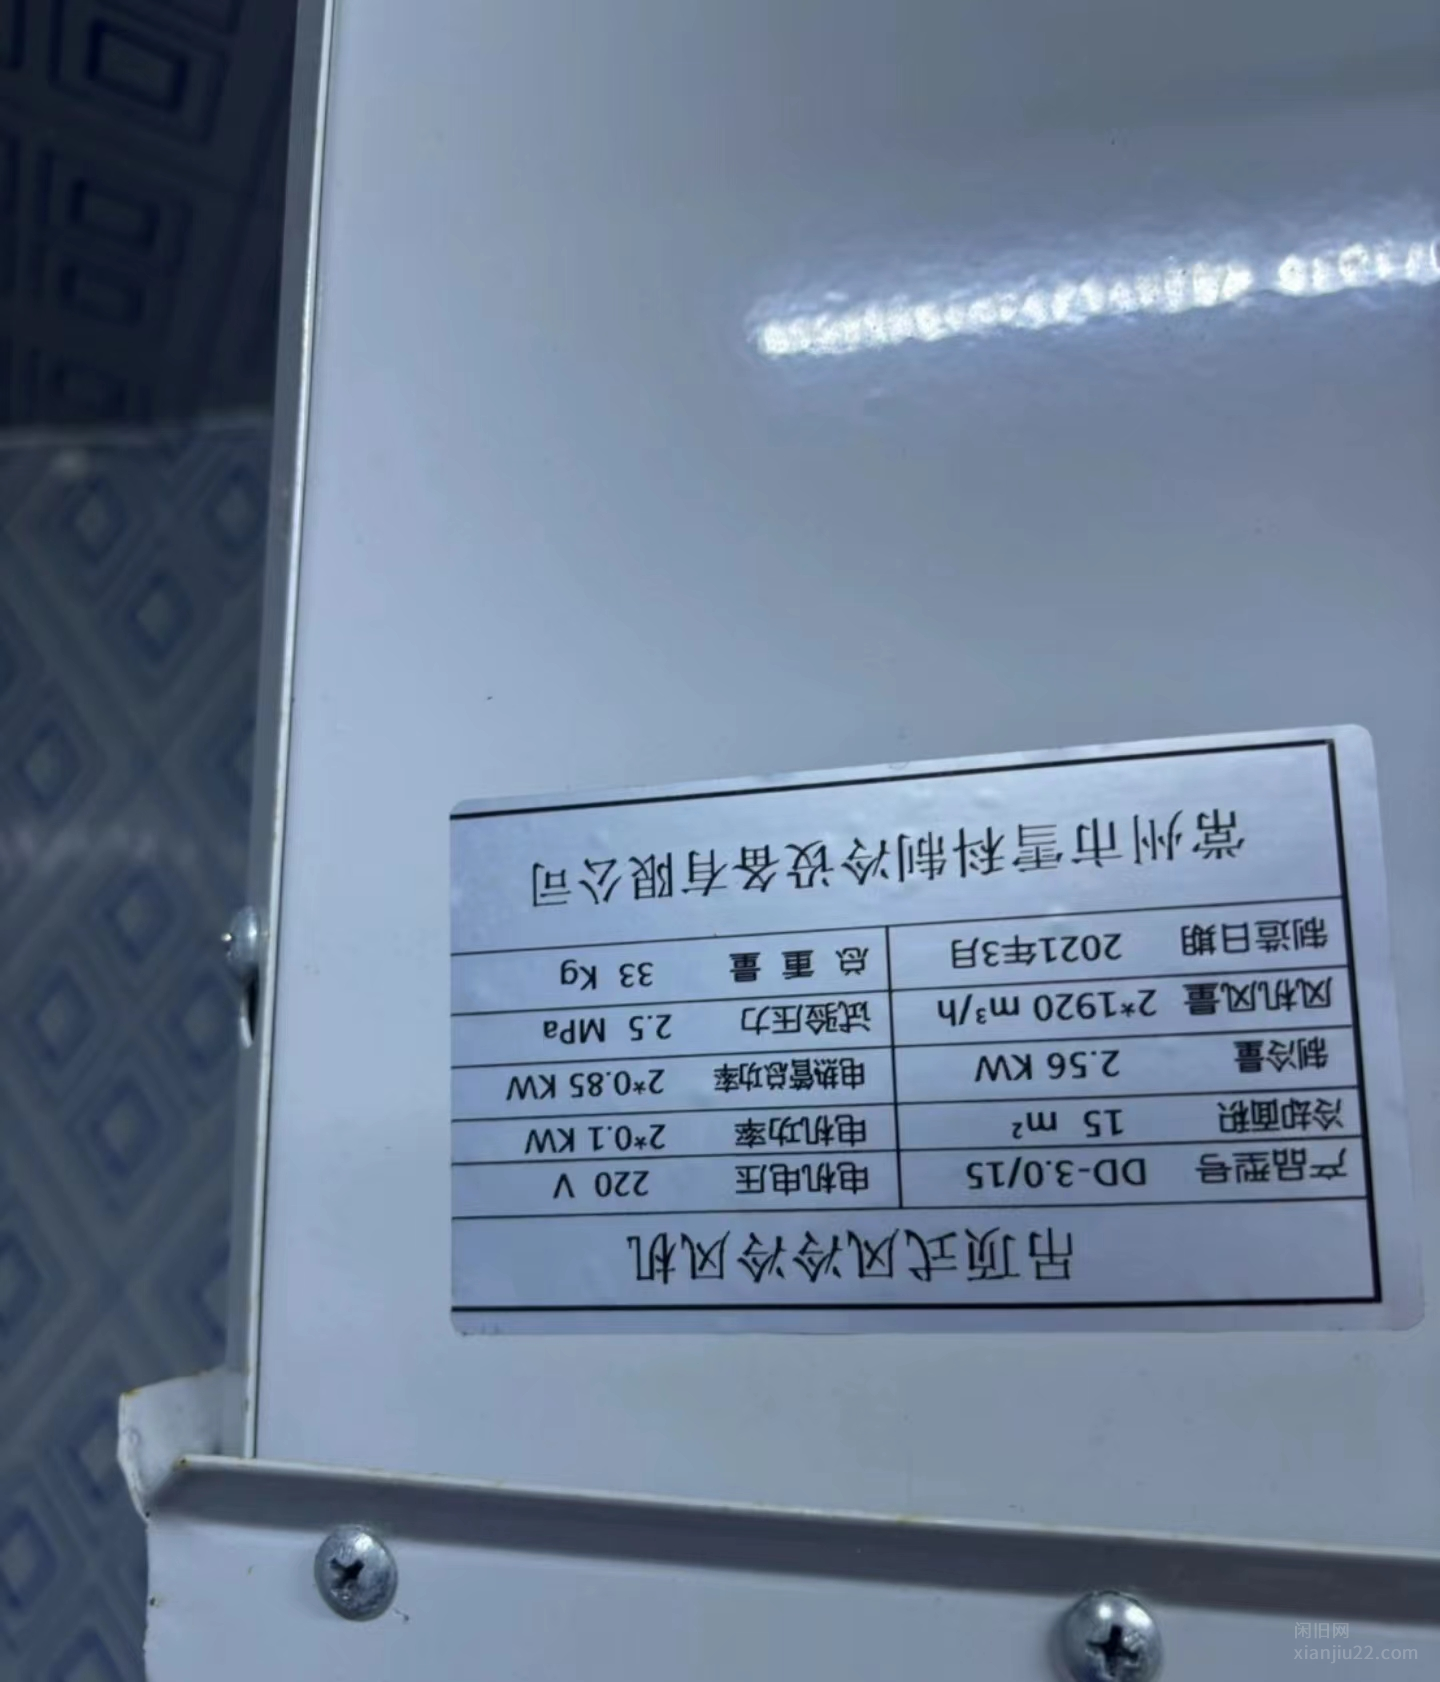 吊顶式风冷冷风机
产品型号 DD-3.0/15 电机电压 220 V
冷却面积 15 m² 电机功率 2*0.1 KW
制冷量 2.56 KW 电热管总功率 2*0.85 KW
风机风量 2*1920 m³/h 试验压力 2.5 MPa
制造日期 2021年3月 总重量 33 Kg
常州市雪科制冷设备有限公司
闲旧网
xianjiu22.com